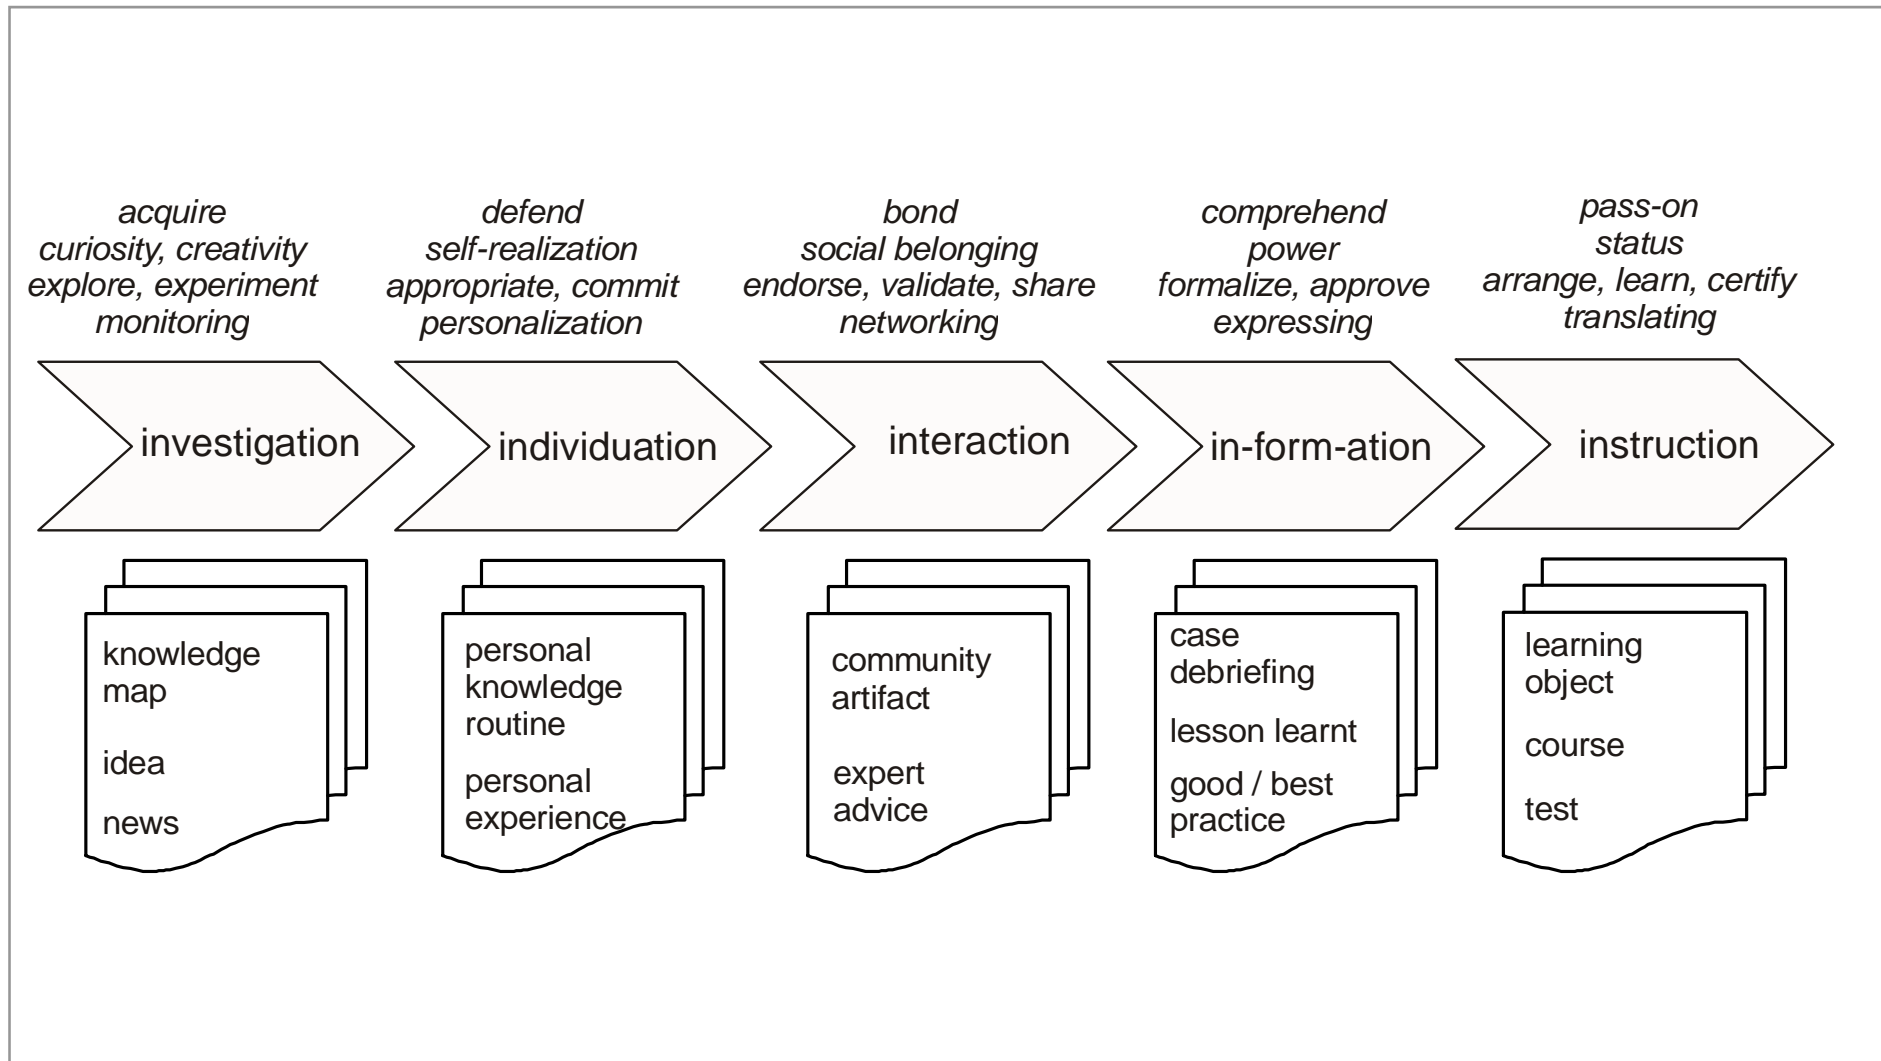 acquire
curiosity, creativity
explore, experiment
monitoring
defend
self-realization
appropriate, commit
personalization
bond
social belonging
endorse, validate, share
networking
comprehend
power
formalize, approve
expressing
pass-on
status
arrange, learn, certify
translating
investigation
individuation
interaction
in-form-ation
instruction
knowledge
map
idea
news
personal
knowledge
routine
personal
experience
community
artifact
expert
advice
case
debriefing
lesson learnt
good / best
practice
learning
object
course
test